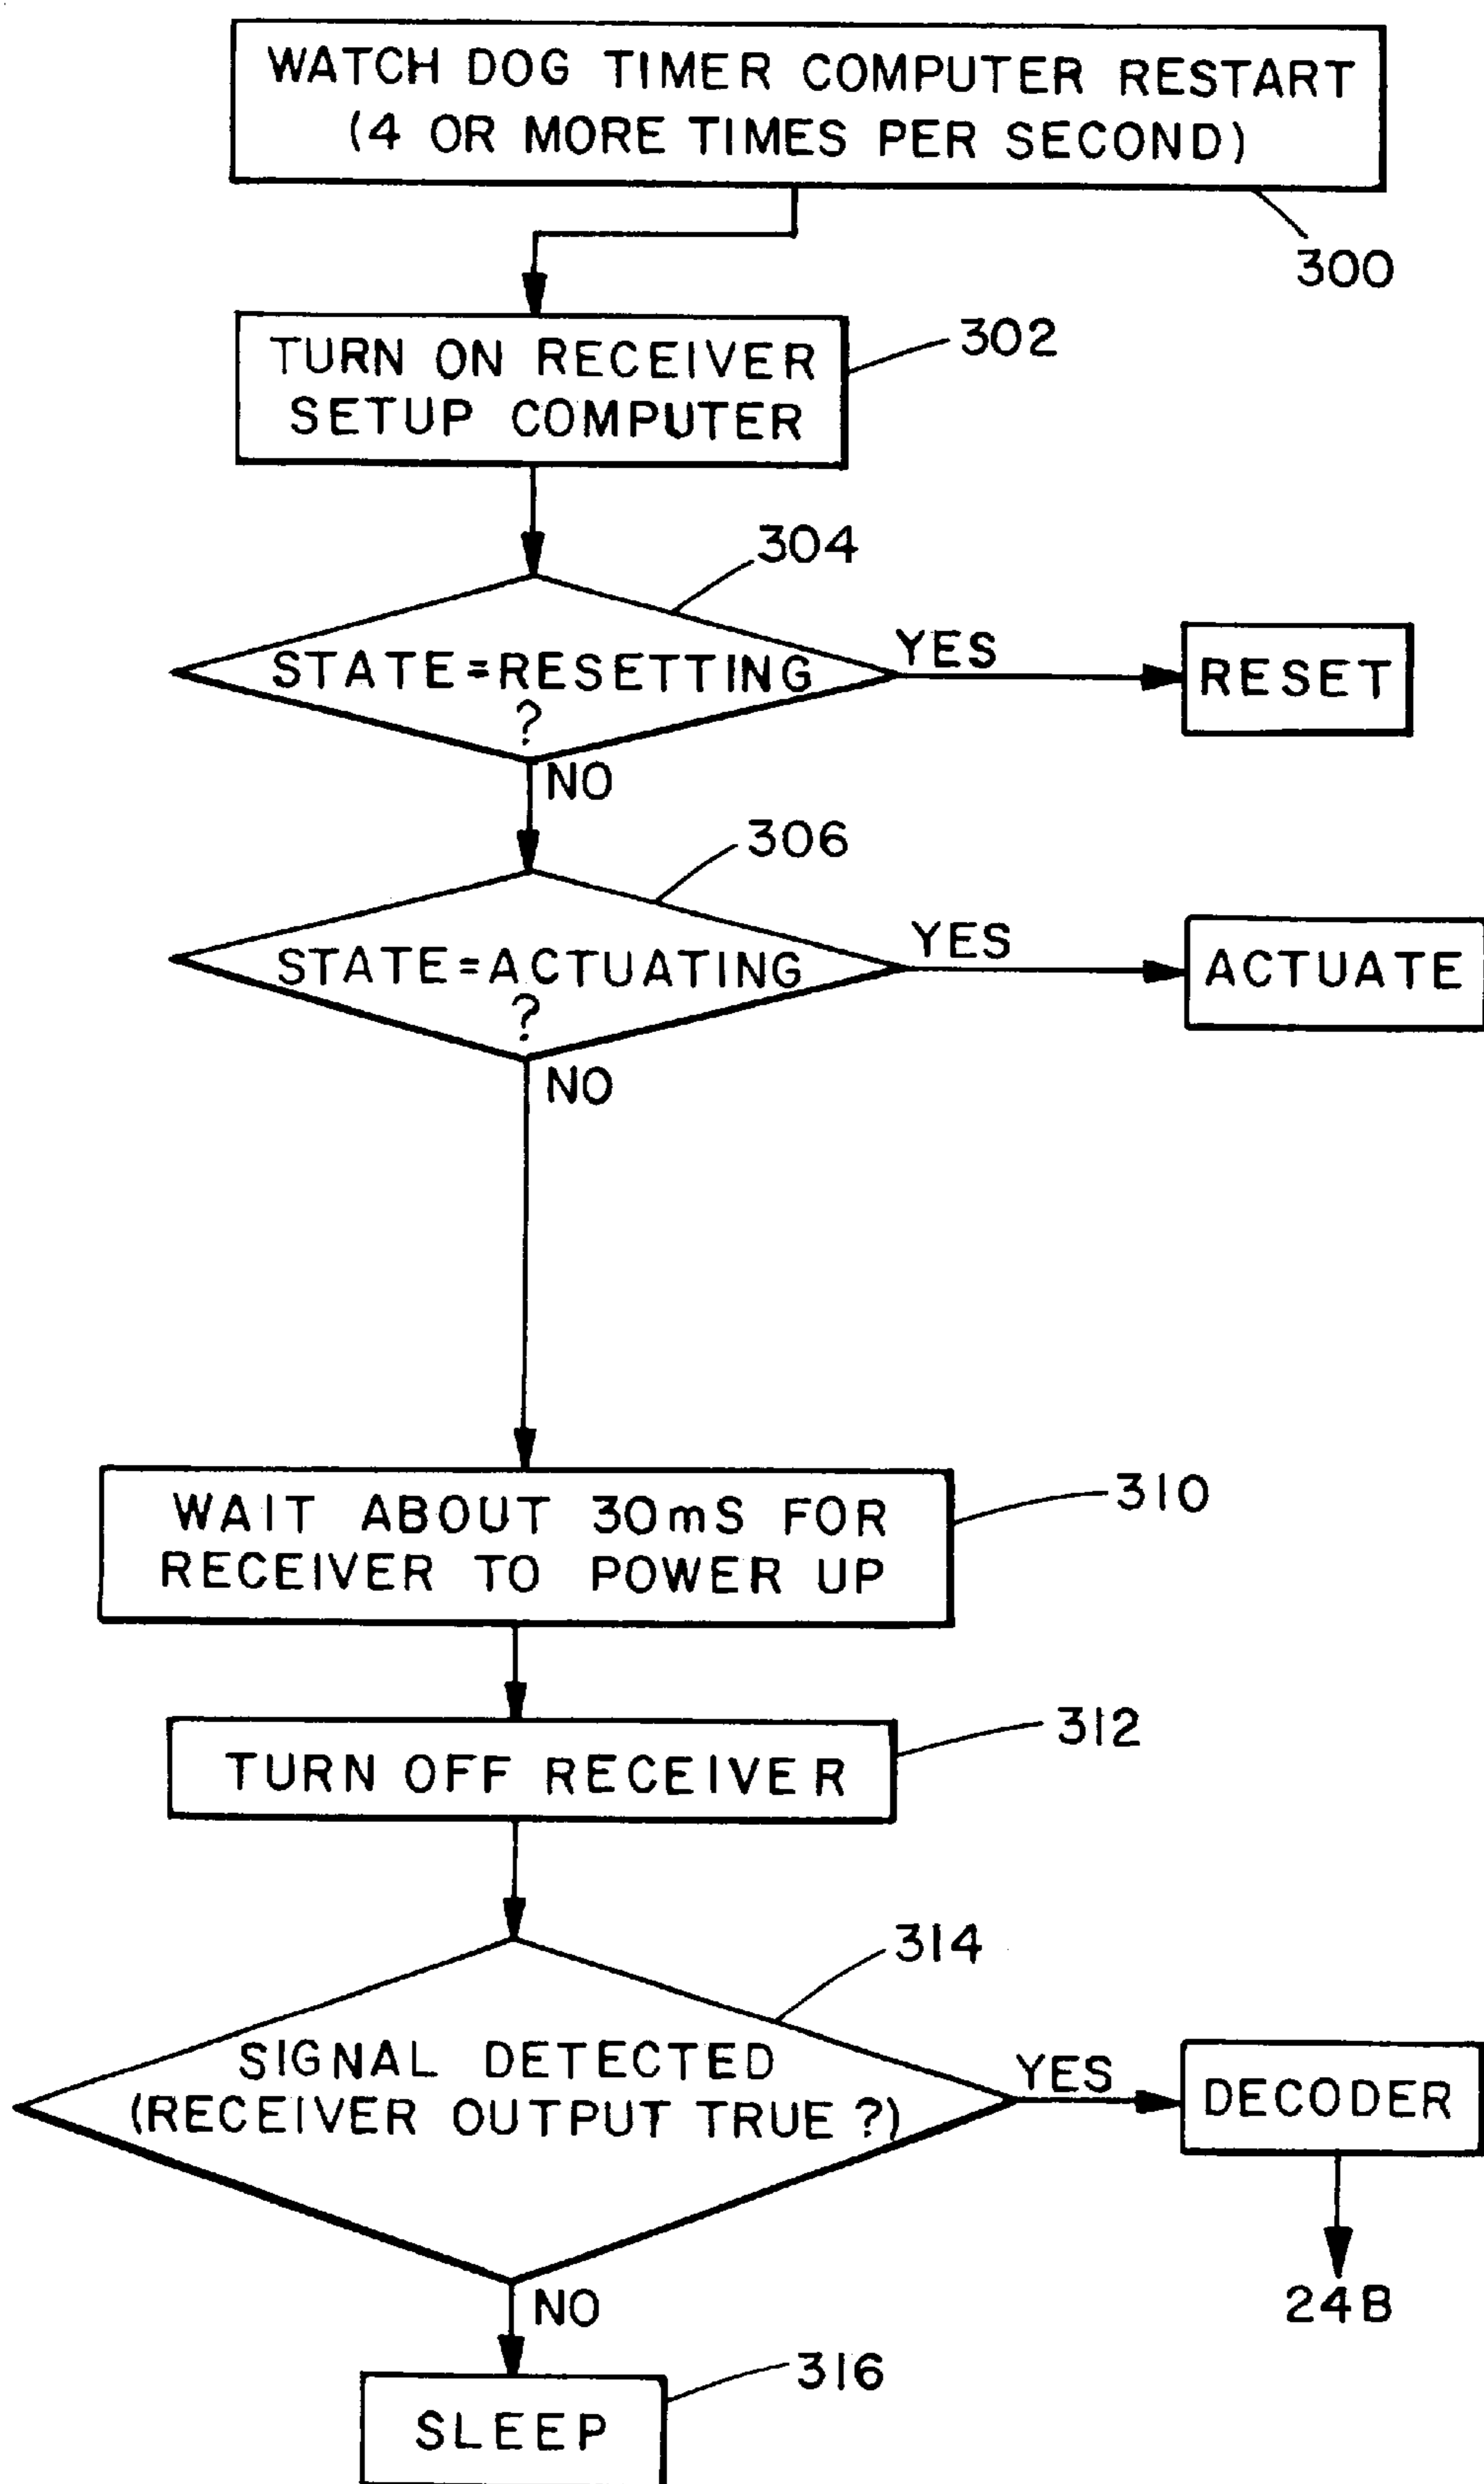 WATCH DOG TIMER COMPUTER RESTART
(4 OR MORE TIMES PER SECOND)
300
TURN ON RECEIVER
SETUP COMPUTER
302
304
STATE=RESETTING
?
YES
RESET
NO
306
STATE=ACTUATING
?
YES
ACTUATE
NO
WAIT ABOUT 30mS FOR
RECEIVER TO POWER UP
310
TURN OFF RECEIVER
312
314
SIGNAL DETECTED
(RECEIVER OUTPUT TRUE ?)
YES
DECODER
24B
NO
SLEEP
316